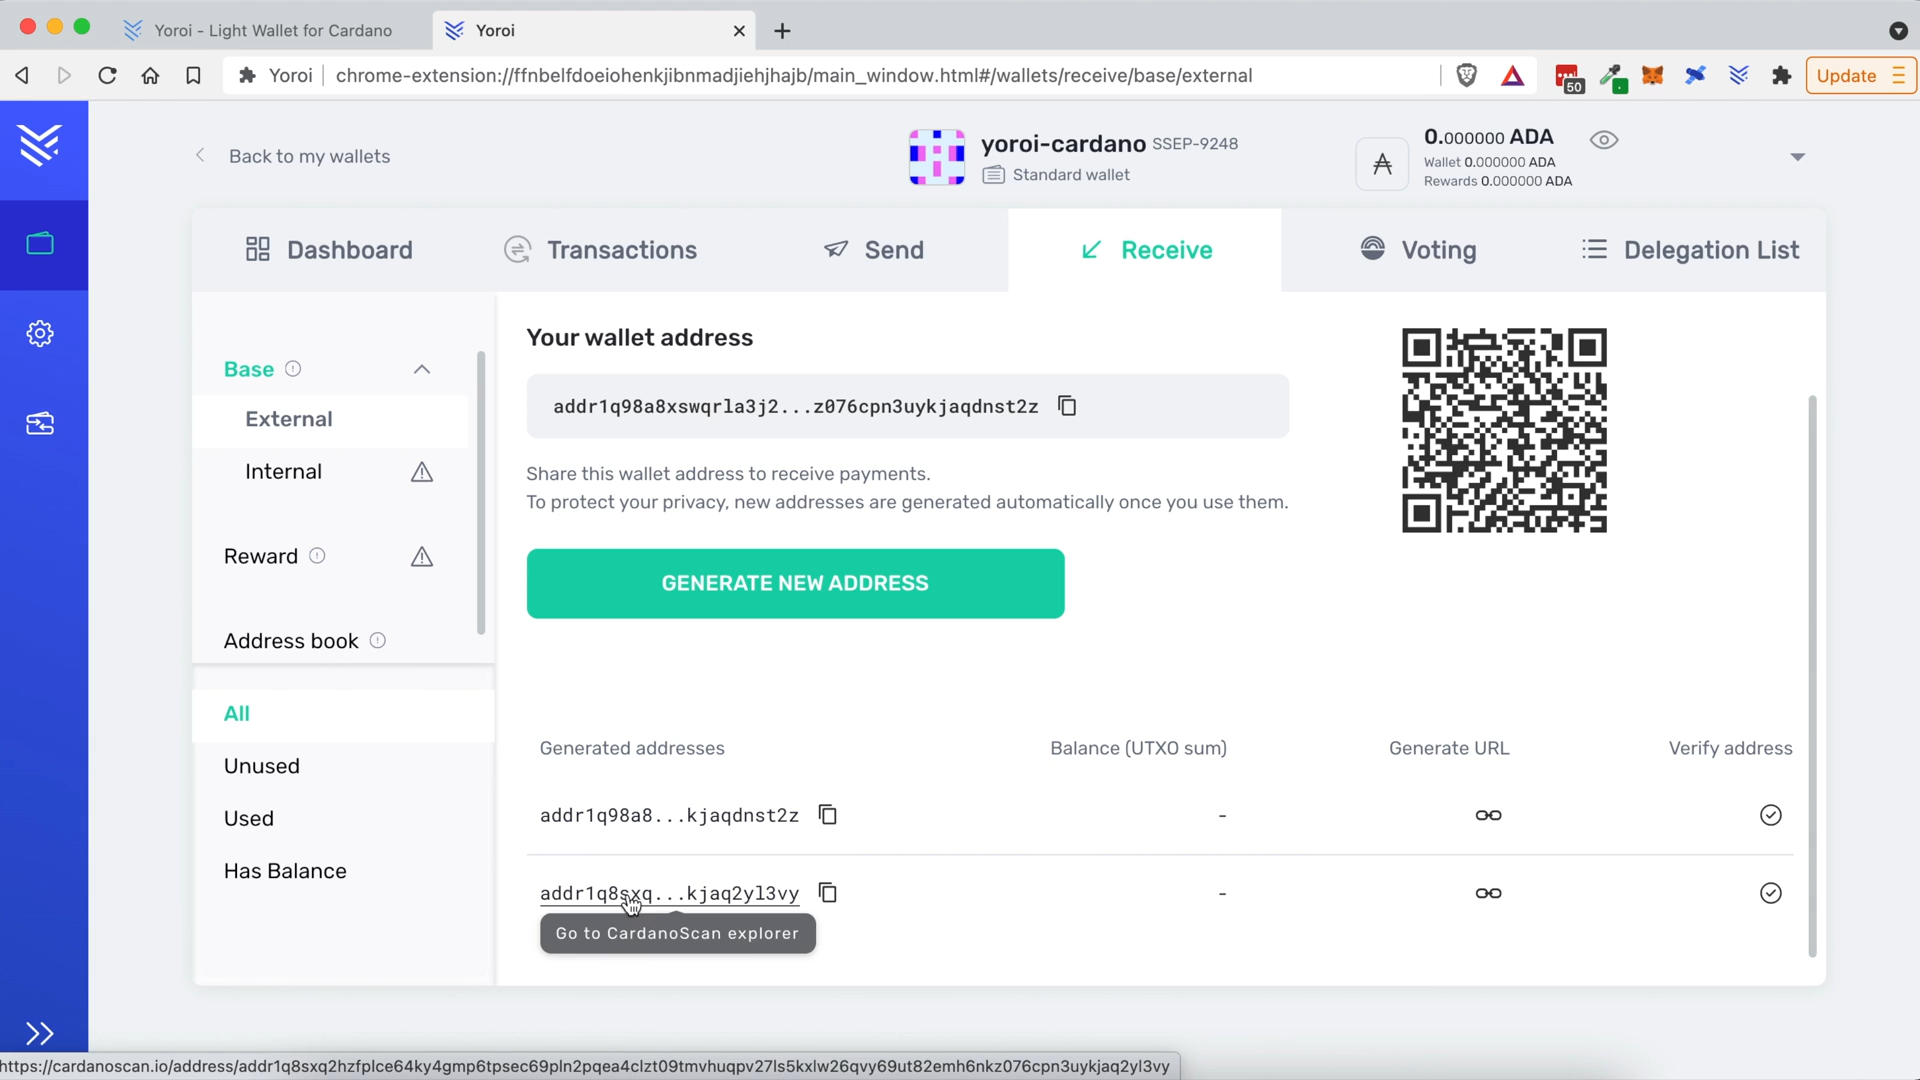 Yoroi - Light Wallet for Cardano
Yoroi
Yoroi
chrome-extension://ffnbelfdoeiohenkjibnmadjiehjhajb/main_window.html#/wallets/receive/base/external
50
Update
Back to my wallets
yoroi-cardano SSEP-9248
Standard wallet
0.000000 ADA
Wallet 0.000000 ADA
Rewards 0.000000 ADA
Dashboard
Transactions
Send
Receive
Voting
Delegation List
Base
External
Internal
Reward
Address book
All
Unused
Used
Has Balance
Your wallet address
addr1q98a8xswqrla3j2...z076cpn3uykjaqdnst2z
Share this wallet address to receive payments.
To protect your privacy, new addresses are generated automatically once you use them.
GENERATE NEW ADDRESS
Generated addresses
Balance (UTXO sum)
Generate URL
Verify address
addr1q98a8...kjaqdnst2z
-
addr1q8sxq...kjaq2yl3vy
-
Go to CardanoScan explorer
https://cardanoscan.io/address/addr1q8sxq2hzfplce64ky4gmp6tpsec69pln2pqea4clzt09tmvhuqpv27ls5kxlw26qvy69ut82emh6nkz076cpn3uykjaq2yl3vy